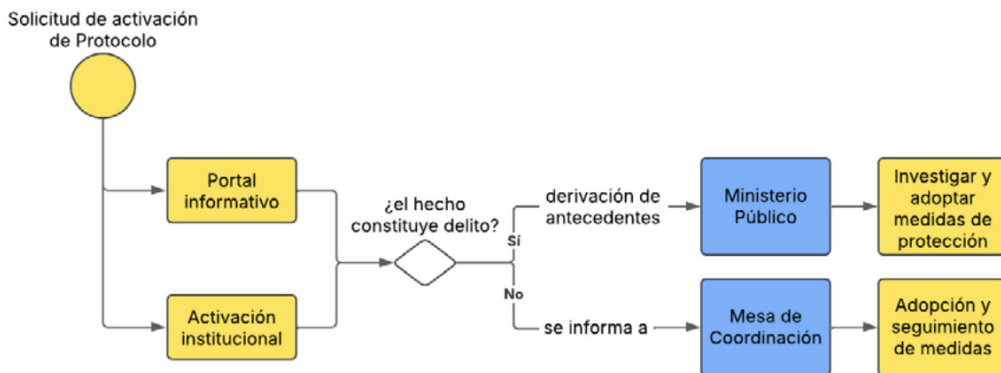 Solicitud de activación
de Protocolo
Portal
informativo
Activación
institucional
¿el hecho
constituye delito?
Sí
No
derivación de
antecedentes
se informa a
Ministerio
Público
Mesa de
Coordinación
Investigar y
adoptar
medidas de
protección
Adopción y
seguimiento
de medidas